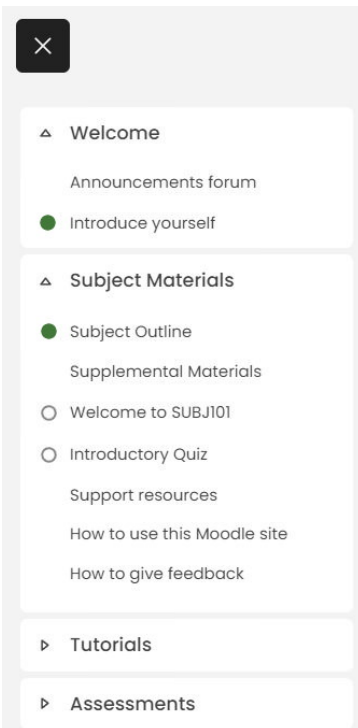 Welcome
Announcements forum
Introduce yourself
Subject Materials
Subject Outline
Supplemental Materials
Welcome to SUBJ101
Introductory Quiz
Support resources
How to use this Moodle site
How to give feedback
Tutorials
Assessments